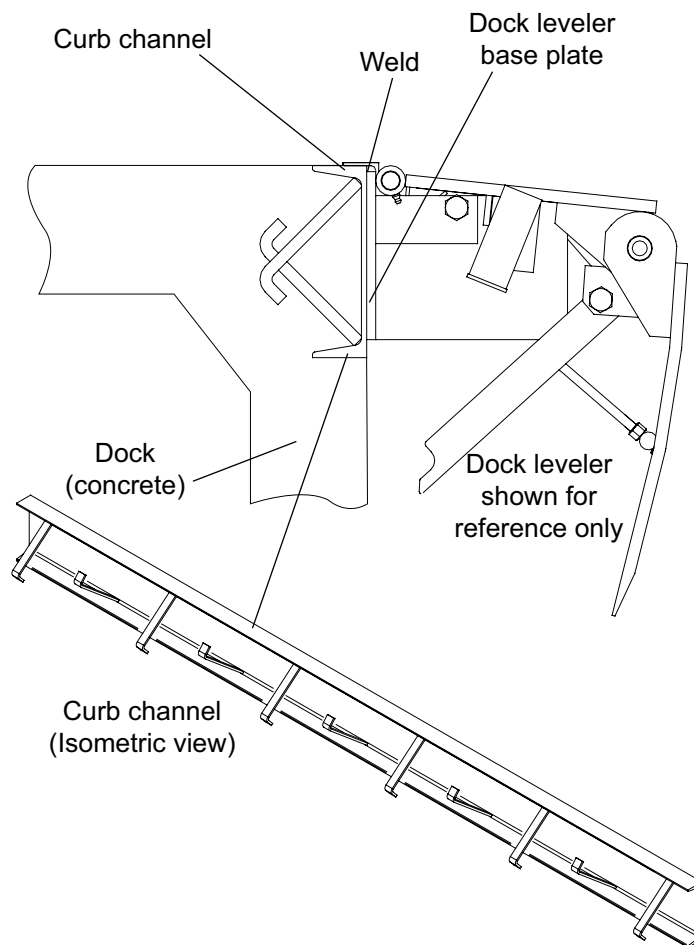 Curb channel
Weld
Dock leveler
base plate
Dock
(concrete)
Dock leveler
shown for
reference only
Curb channel
(Isometric view)